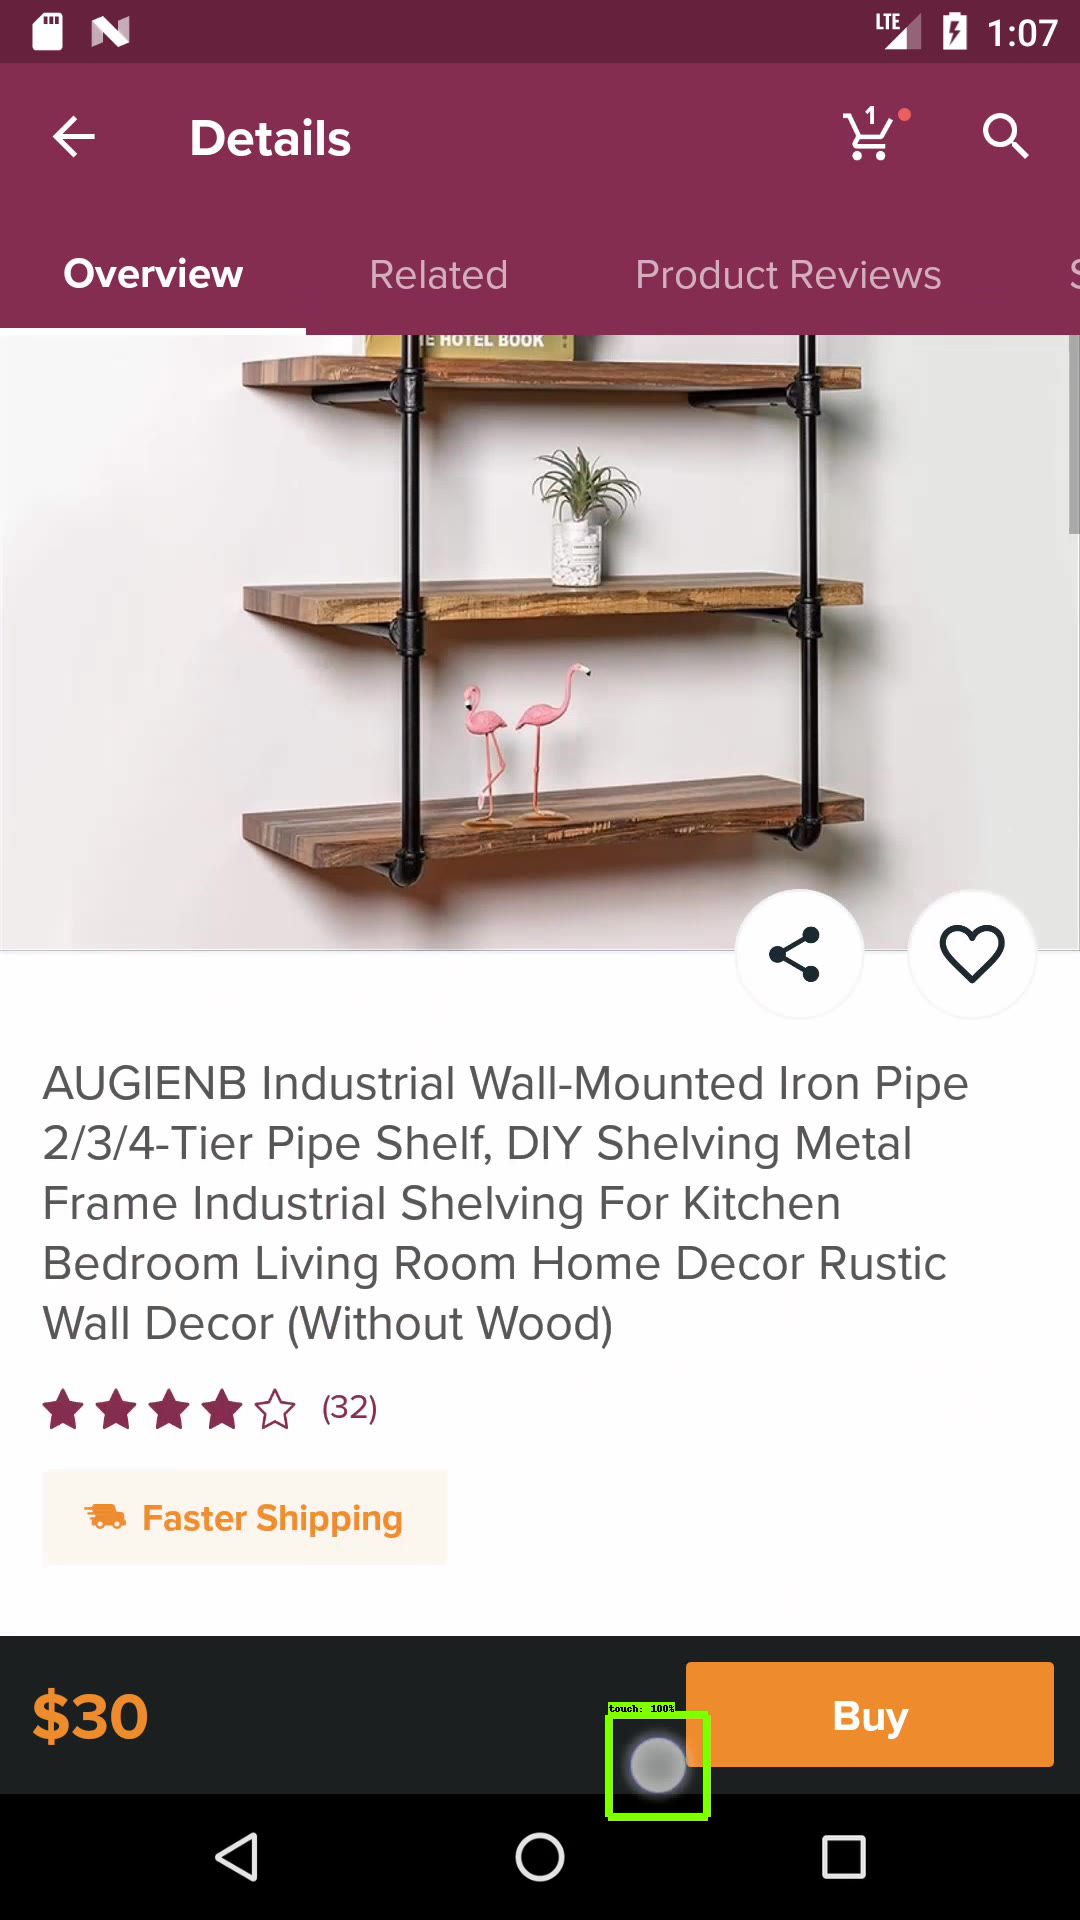 LTE 1:07
Details
1
Overview Related Product Reviews S
E HOTEL BOOK
AUGIENB Industrial Wall-Mounted Iron Pipe
2/3/4-Tier Pipe Shelf, DIY Shelving Metal
Frame Industrial Shelving For Kitchen
Bedroom Living Room Home Decor Rustic
Wall Decor (Without Wood)
(32)
Faster Shipping
$30
touch: 100%
Buy